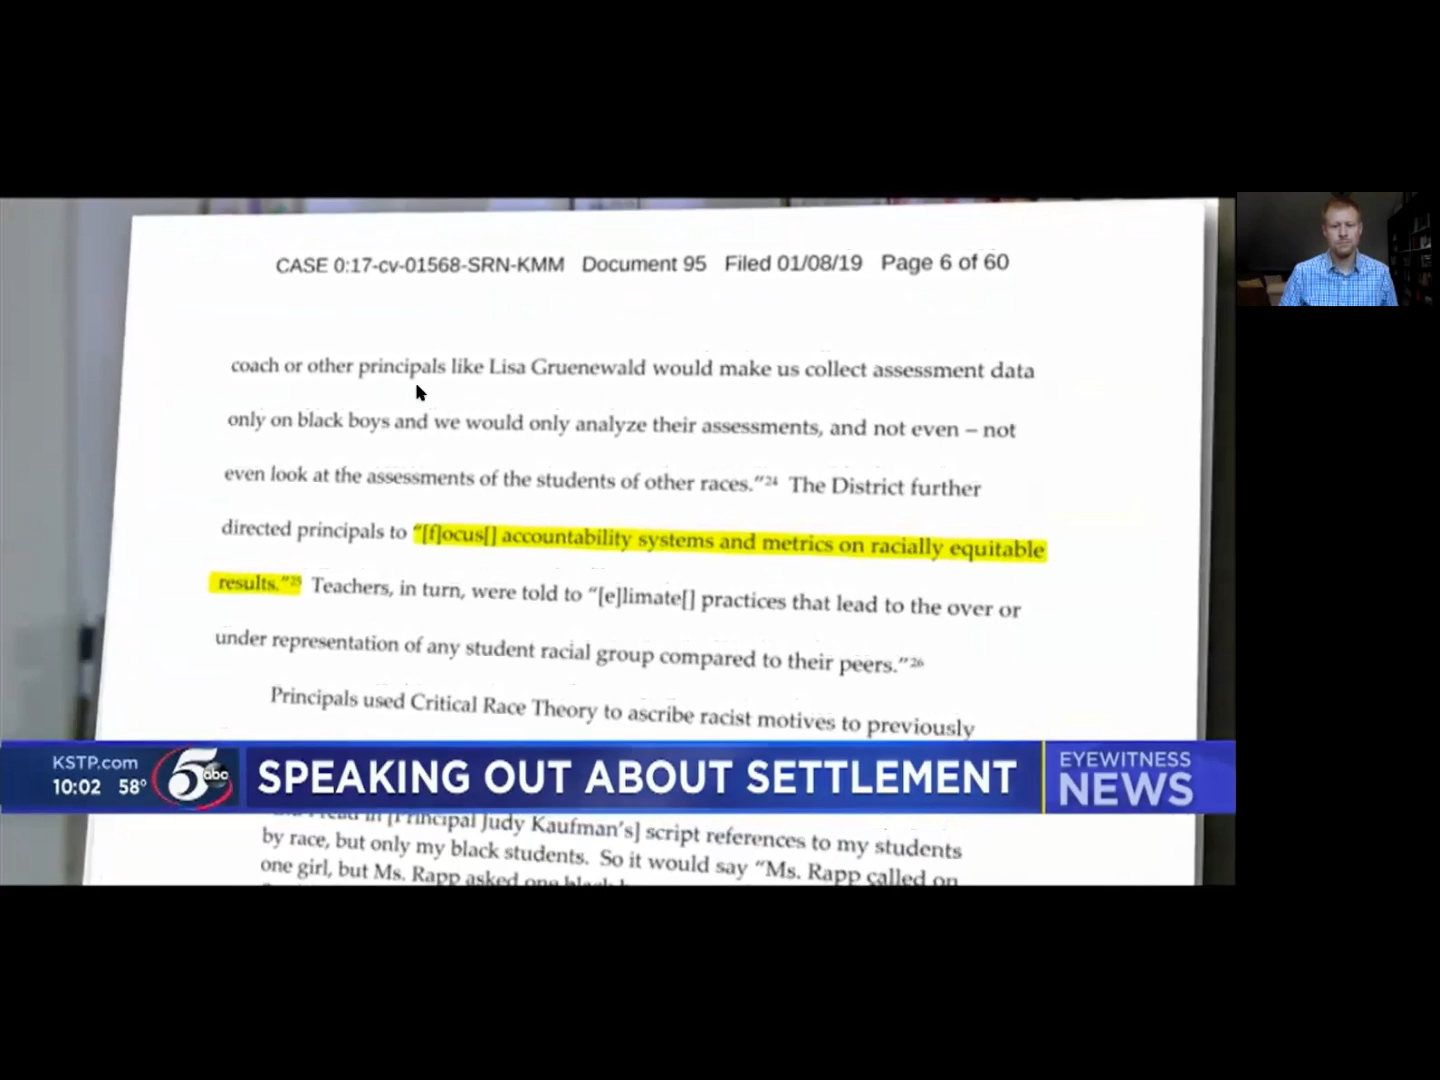 CASE 0:17-cv-01568-SRN-KMM Document 95 Filed 01/08/19 Page 6 of 60
coach or other principals like Lisa Gruenewald would make us collect assessment data
only on black boys and we would only analyze their assessments, and not even – not
even look at the assessments of the students of other races."24 The District further
directed principals to "[f]ocus[] accountability systems and metrics on racially equitable
results."25 Teachers, in turn, were told to "[e]limate[] practices that lead to the over or
under representation of any student racial group compared to their peers."26
Principals used Critical Race Theory to ascribe racist motives to previously
KSTP.com
10:02 58°
5 abc
SPEAKING OUT ABOUT SETTLEMENT
EYEWITNESS
NEWS
read in [Principal Judy Kaufman's] script references to my students
by race, but only my black students. So it would say "Ms. Rapp called on
one girl, but Ms. Rapp asked one black